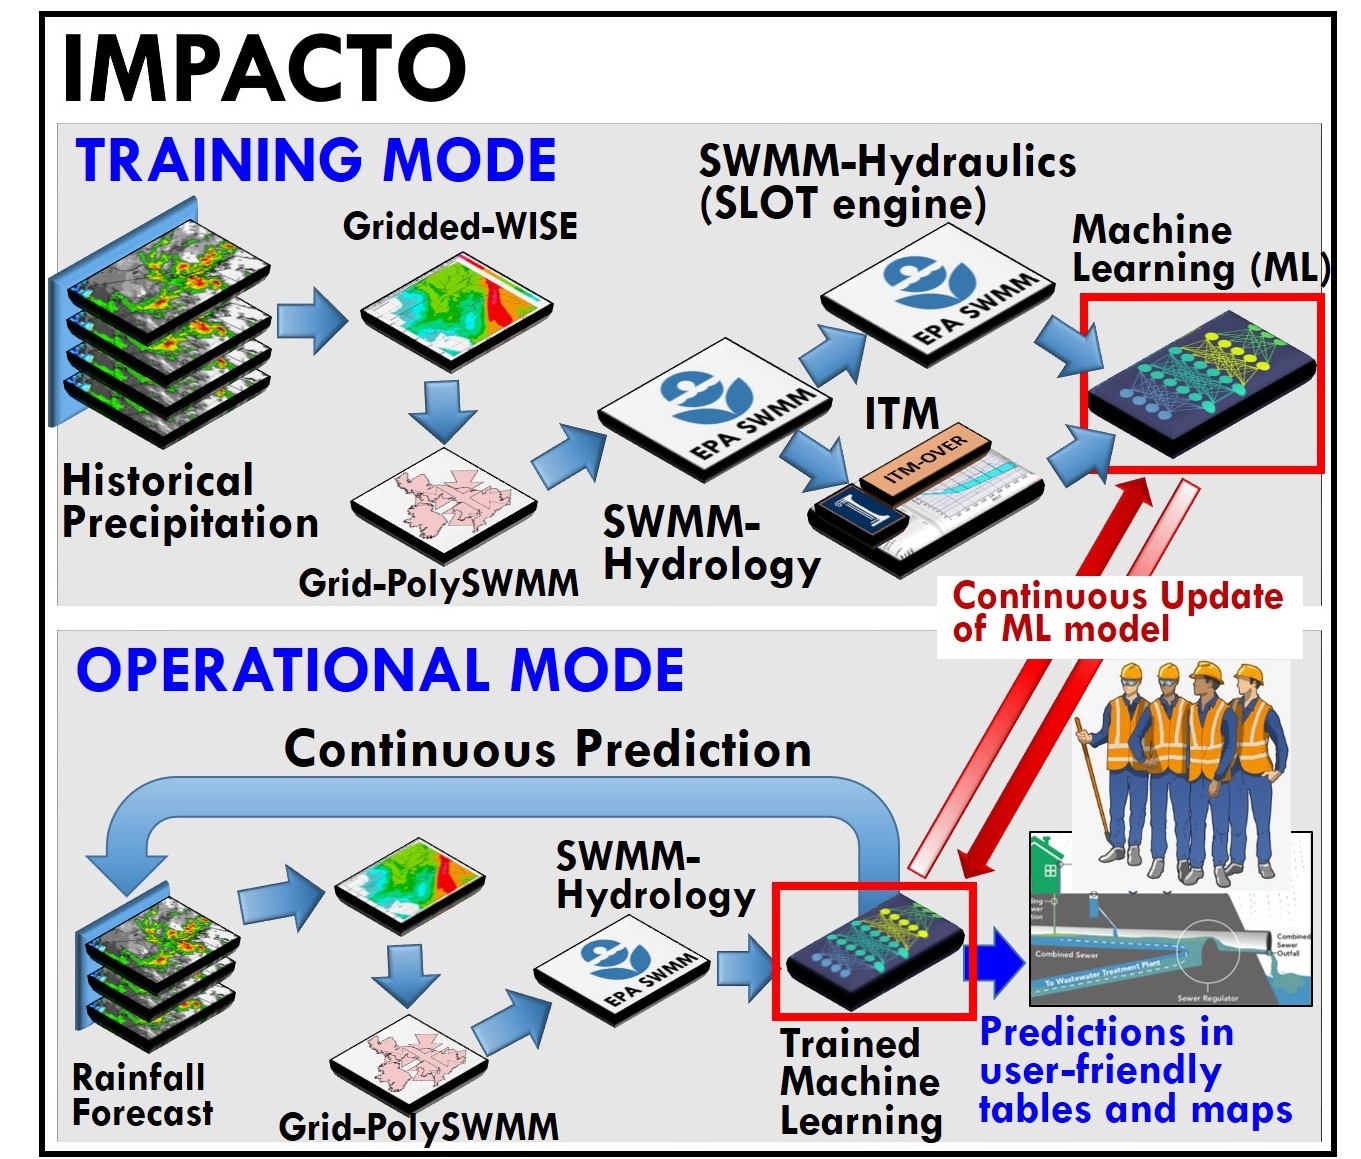 IMPACTO
TRAINING MODE
SWMM-Hydraulics
(SLOT engine)
Gridded-WISE
Machine
Learning (ML)
EPA SWMM
EPA SWMM
ITM
ITM-OVER
Historical
Precipitation
SWMM-
Hydrology
Grid-PolySWMM
Continuous Update
of ML model
OPERATIONAL MODE
Continuous Prediction
SWMM-
Hydrology
EPA SWMM
Combined Sewer
To Wastewater Treatment Plant
Combined
Sewer
Outfall
Sewer Regulator
Rainfall
Forecast
Grid-PolySWMM
Trained
Machine
Learning
Predictions in
user-friendly
tables and maps